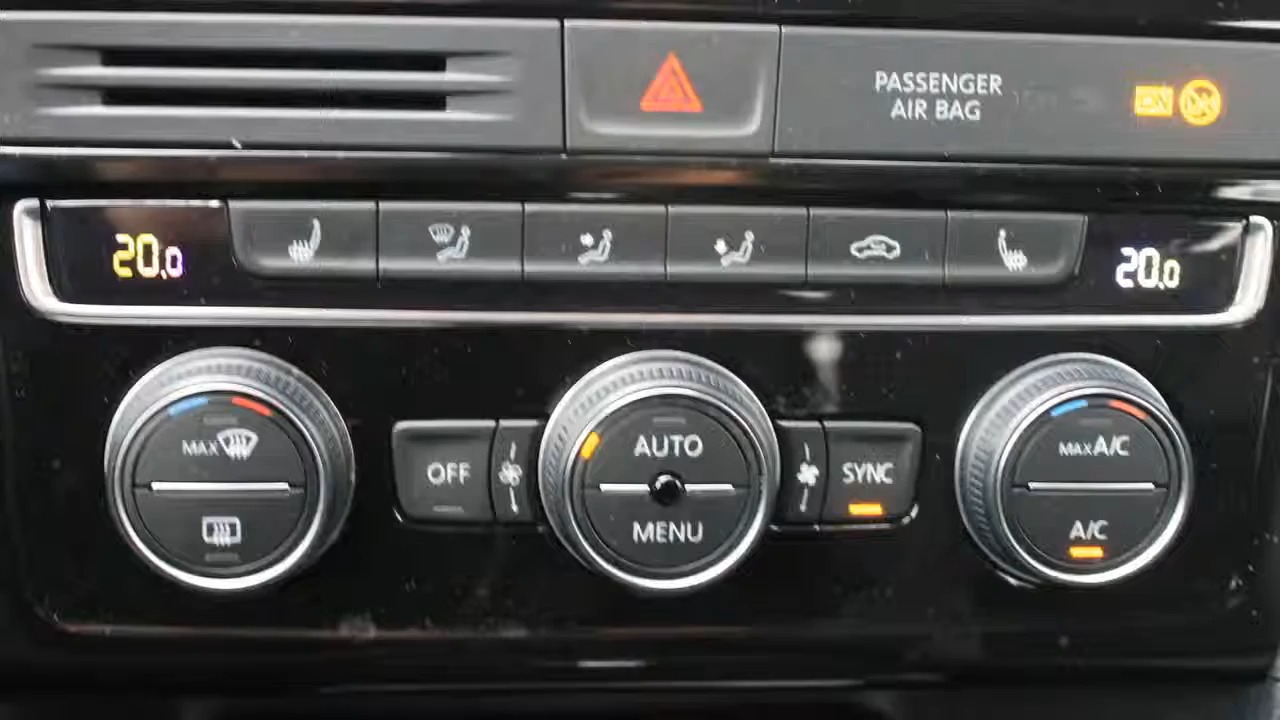 PASSENGER
AIR BAG
20.0
20.0
MAX
AUTO
MAX A/C
OFF
SYNC
MENU
A/C